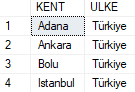 KENT ULKE
1 Adana Türkiye
2 Ankara Türkiye
3 Bolu Türkiye
4 Istanbul Türkiye